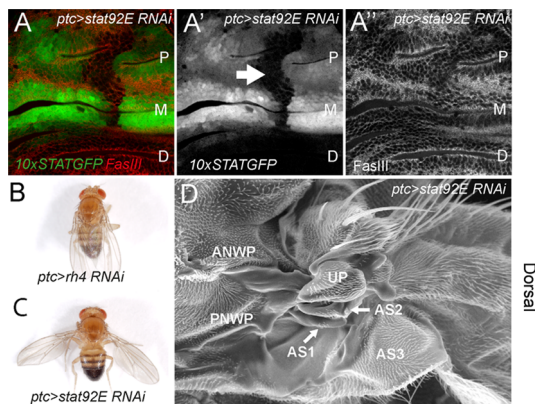 A
ptc>stat92E RNAi
P
M
D
10xSTATGFP FasIII
A'
ptc>stat92E RNAi
P
M
D
10xSTATGFP
A"
ptc>stat92E RNAi
FasIII
B
ptc>rh4 RNAi
C
ptc>stat92E RNAi
D
ptc>stat92E RNAi
ANWP
UP
PNWP
AS2
AS1
AS3
Dorsal